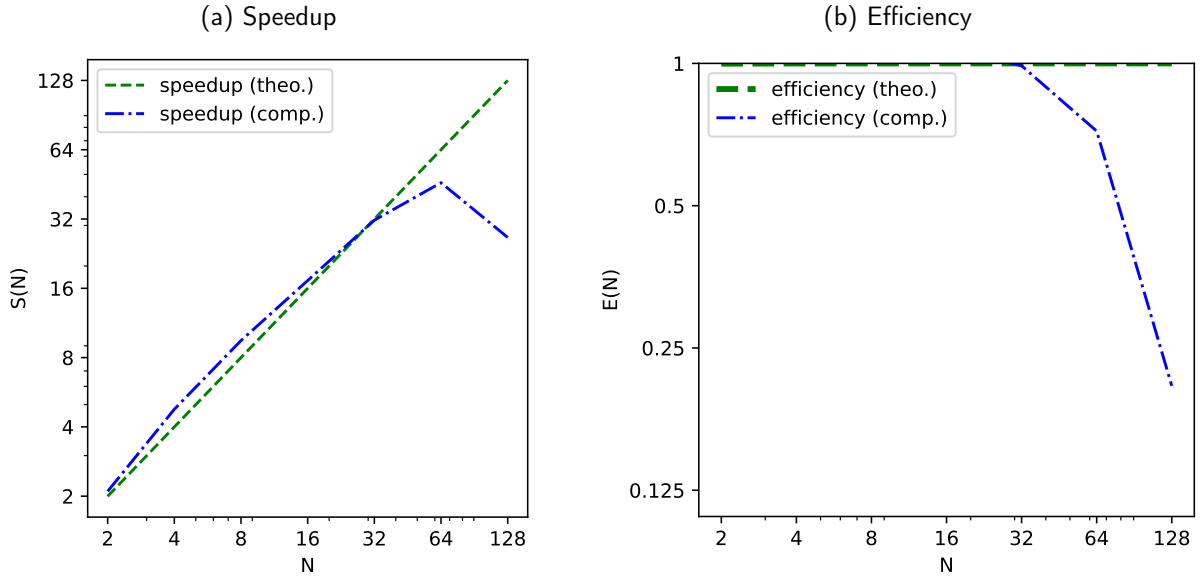 (a) Speedup
speedup (theo.)
speedup (comp.)
128
64
32
16
8
4
2
S(N)
2 4 8 16 32 64 128
N
(b) Efficiency
efficiency (theo.)
efficiency (comp.)
1
0.5
0.25
0.125
E(N)
2 4 8 16 32 64 128
N